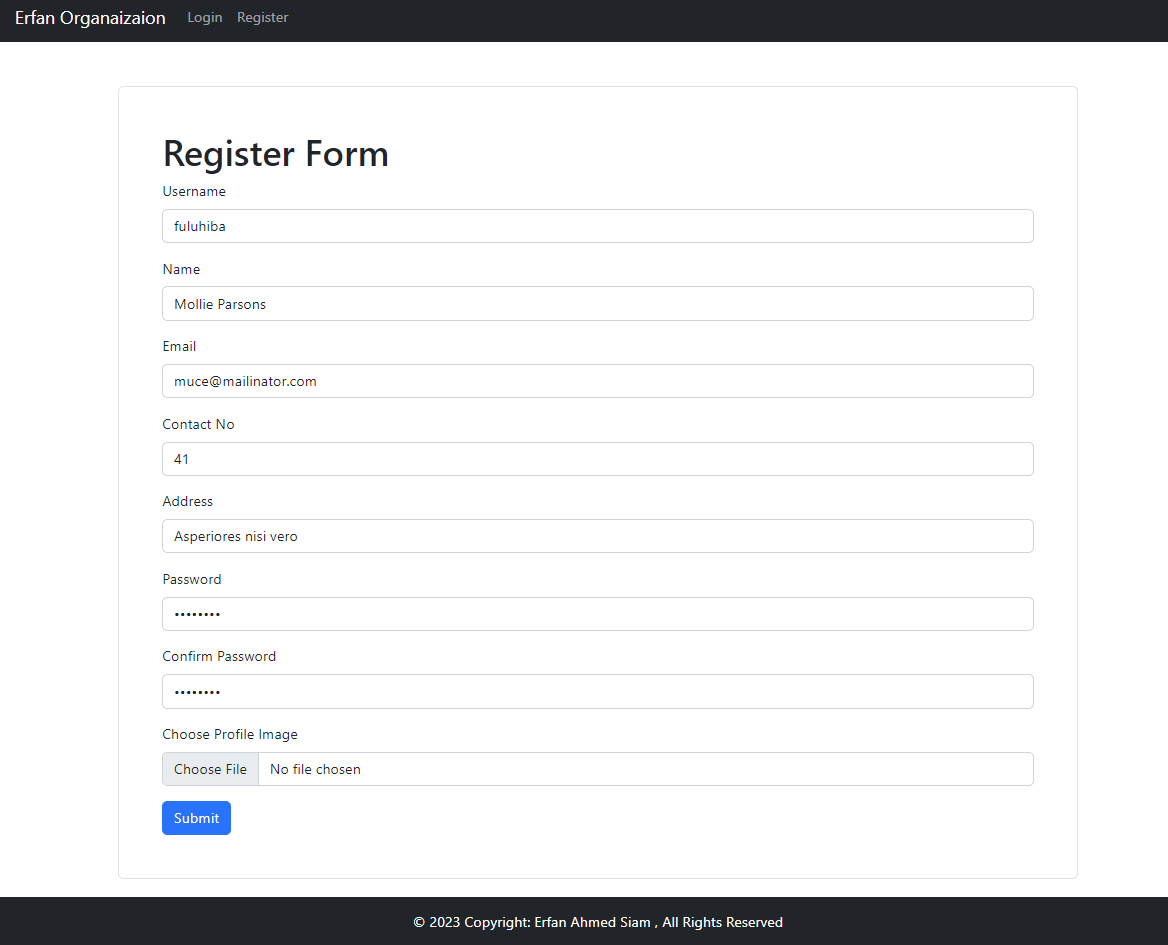 Erfan Organaizaion Login Register
Register Form
Username
fuluhiba
Name
Mollie Parsons
Email
muce@mailinator.com
Contact No
41
Address
Asperiores nisi vero
Password
••••••••
Confirm Password
••••••••
Choose Profile Image
Choose File No file chosen
Submit
© 2023 Copyright: Erfan Ahmed Siam , All Rights Reserved